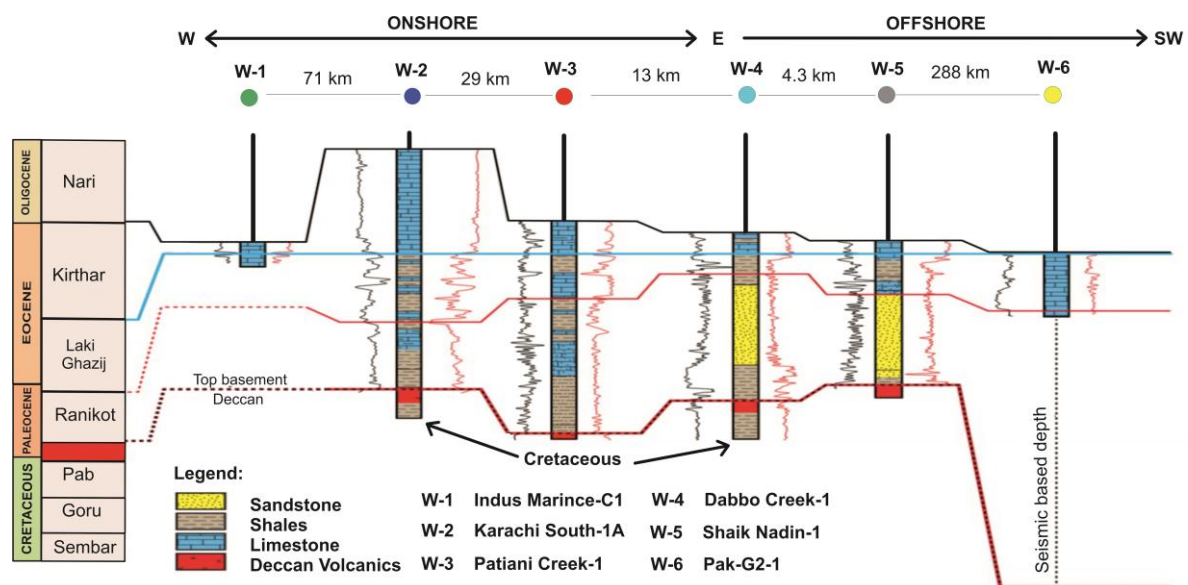 ONSHORE
OFFSHORE
W
E
SW
W-1
71 km
W-2
29 km
W-3
13 km
W-4
4.3 km
W-5
288 km
W-6
OLIGOCENE
Nari
EOCENE
Kirthar
Laki
Ghazij
PALEOCENE
Ranikot
CRETACEOUS
Pab
Goru
Sembar
Top basement
Deccan
Cretaceous
Seismic based depth
Legend:
Sandstone
Shales
Limestone
Deccan Volcanics
W-1 Indus Marince-C1
W-2 Karachi South-1A
W-3 Patiani Creek-1
W-4 Dabbo Creek-1
W-5 Shaik Nadin-1
W-6 Pak-G2-1